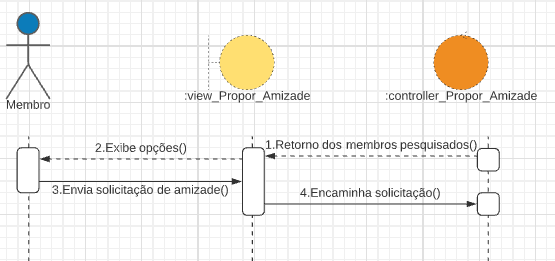 Membro
:view_Propor_Amizade
:controller_Propor_Amizade
1.Retorno dos membros pesquisados()
2.Exibe opções()
3.Envia solicitação de amizade()
4.Encaminha solicitação()